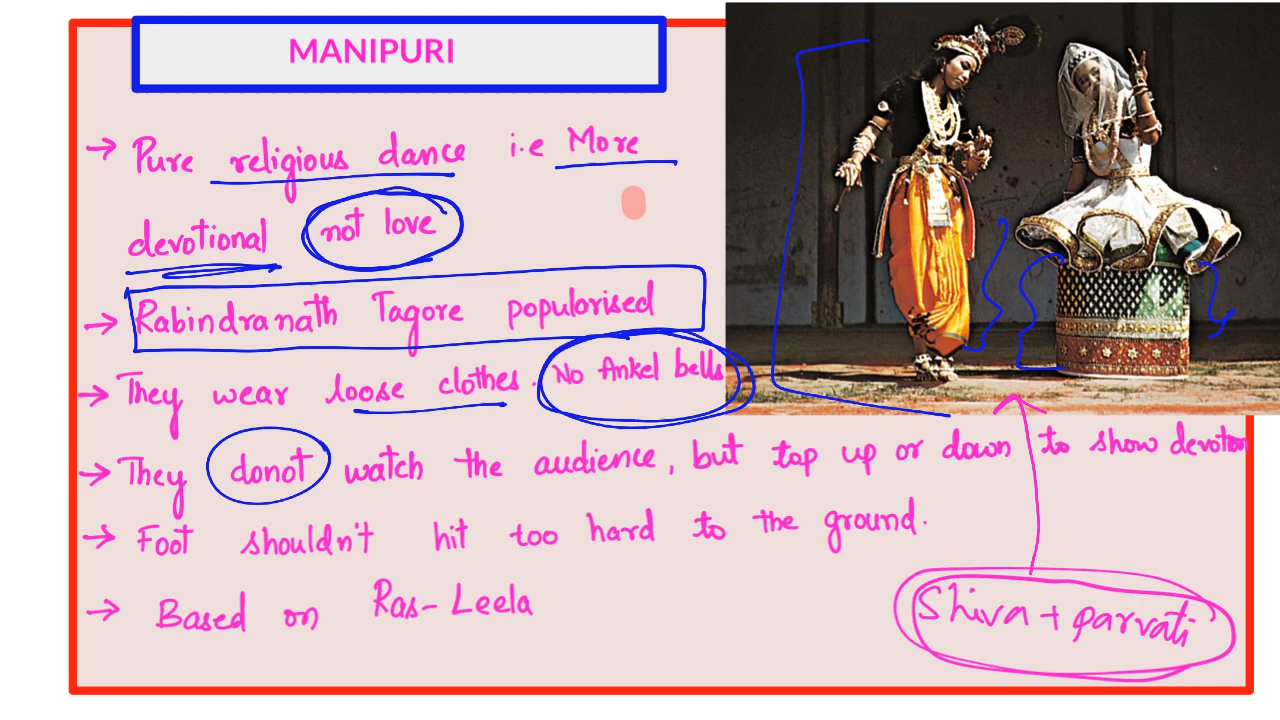 MANIPURI
→ Pure religious dance i.e More
devotional not love
→ Rabindranath Tagore popularised
→ They wear loose clothes. No Ankel bells
→ They donot watch the audience, but top up or down to show devotion
→ Foot shouldn't hit too hard to the ground.
→ Based on Ras-Leela
Shiva + parvati